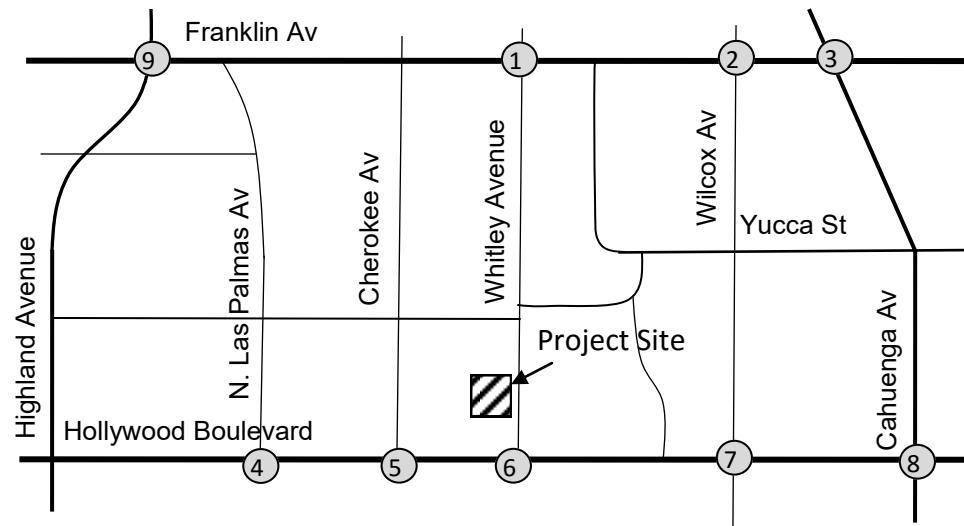 Franklin Av
9
1
2
3
Highland Avenue
N. Las Palmas Av
Cherokee Av
Whitley Avenue
Wilcox Av
Yucca St
Cahuenga Av
Project Site
Hollywood Boulevard
4
5
6
7
8